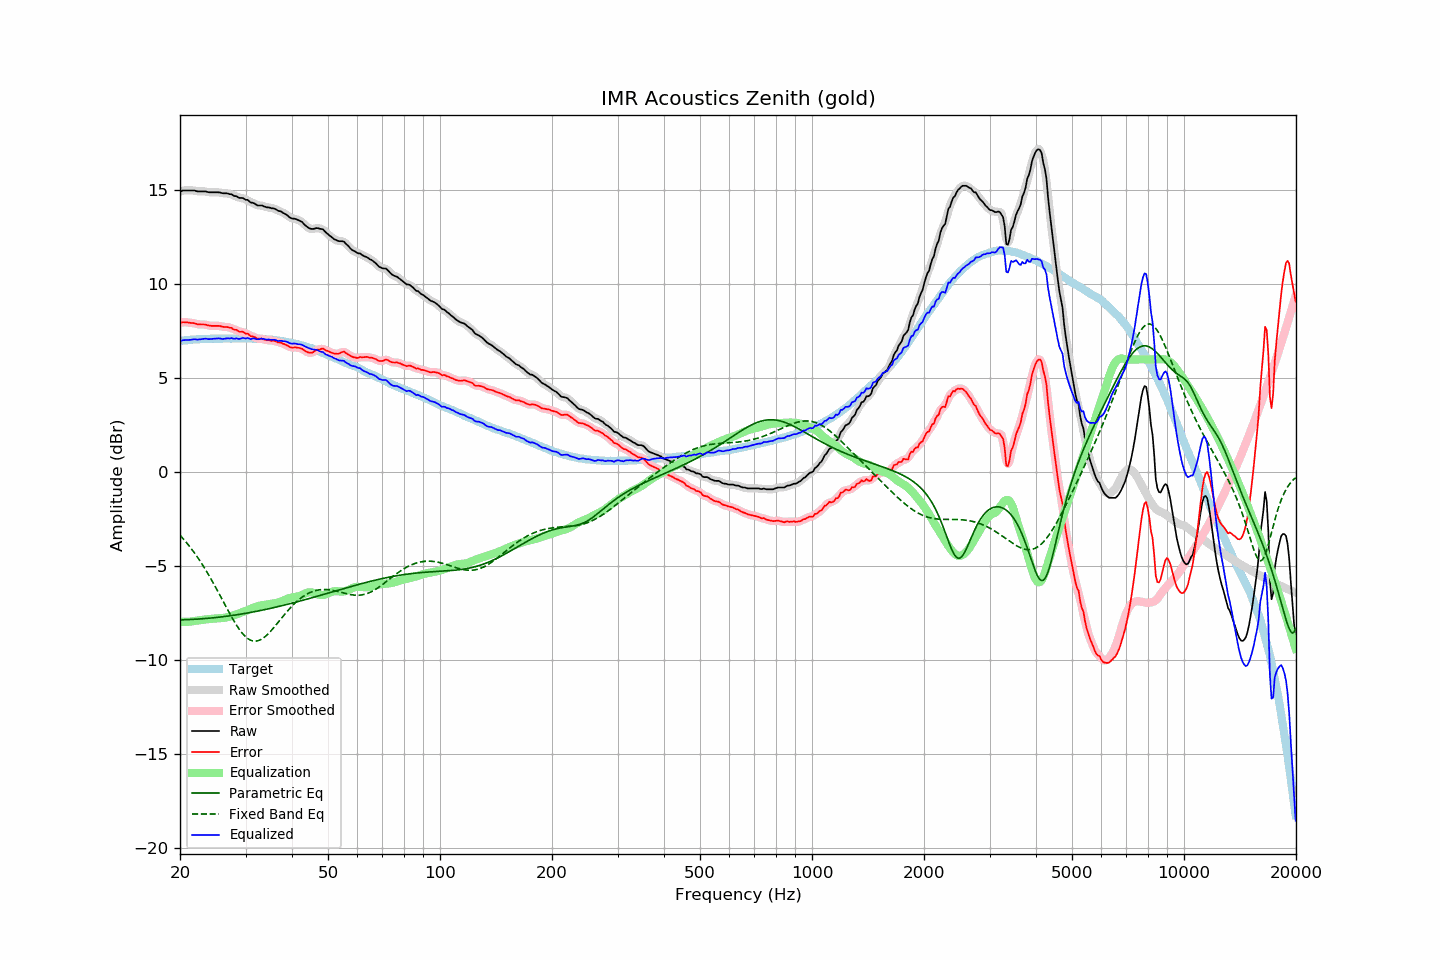 IMR Acoustics Zenith (gold)
Amplitude (dBr)
15
10
5
0
−5
−10
−15
−20
Target
Raw Smoothed
Error Smoothed
Raw
Error
Equalization
Parametric Eq
Fixed Band Eq
Equalized
20 50 100 200 500 1000 2000 5000 10000 20000
Frequency (Hz)